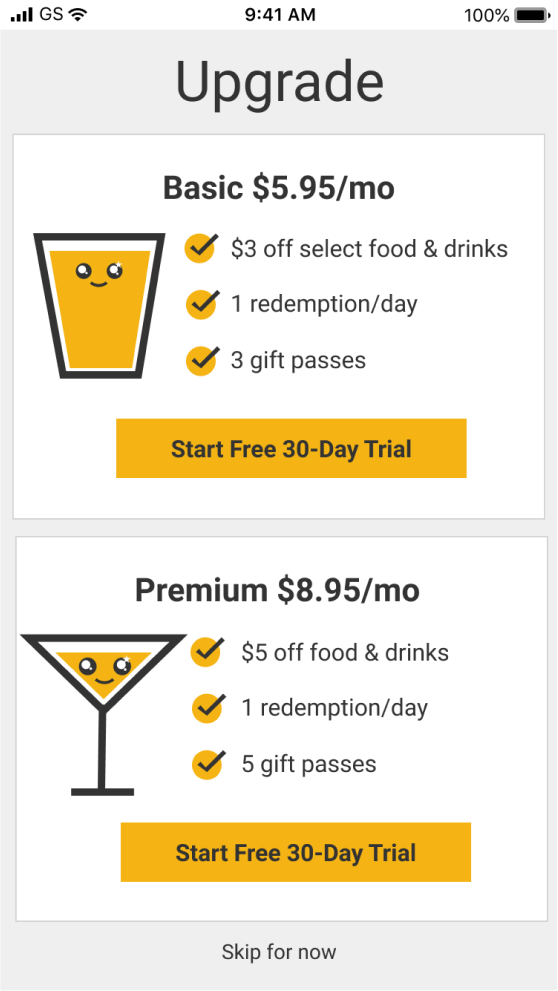 GS 9:41 AM 100%
Upgrade
Basic $5.95/mo
$3 off select food & drinks
1 redemption/day
3 gift passes
Start Free 30-Day Trial
Premium $8.95/mo
$5 off food & drinks
1 redemption/day
5 gift passes
Start Free 30-Day Trial
Skip for now